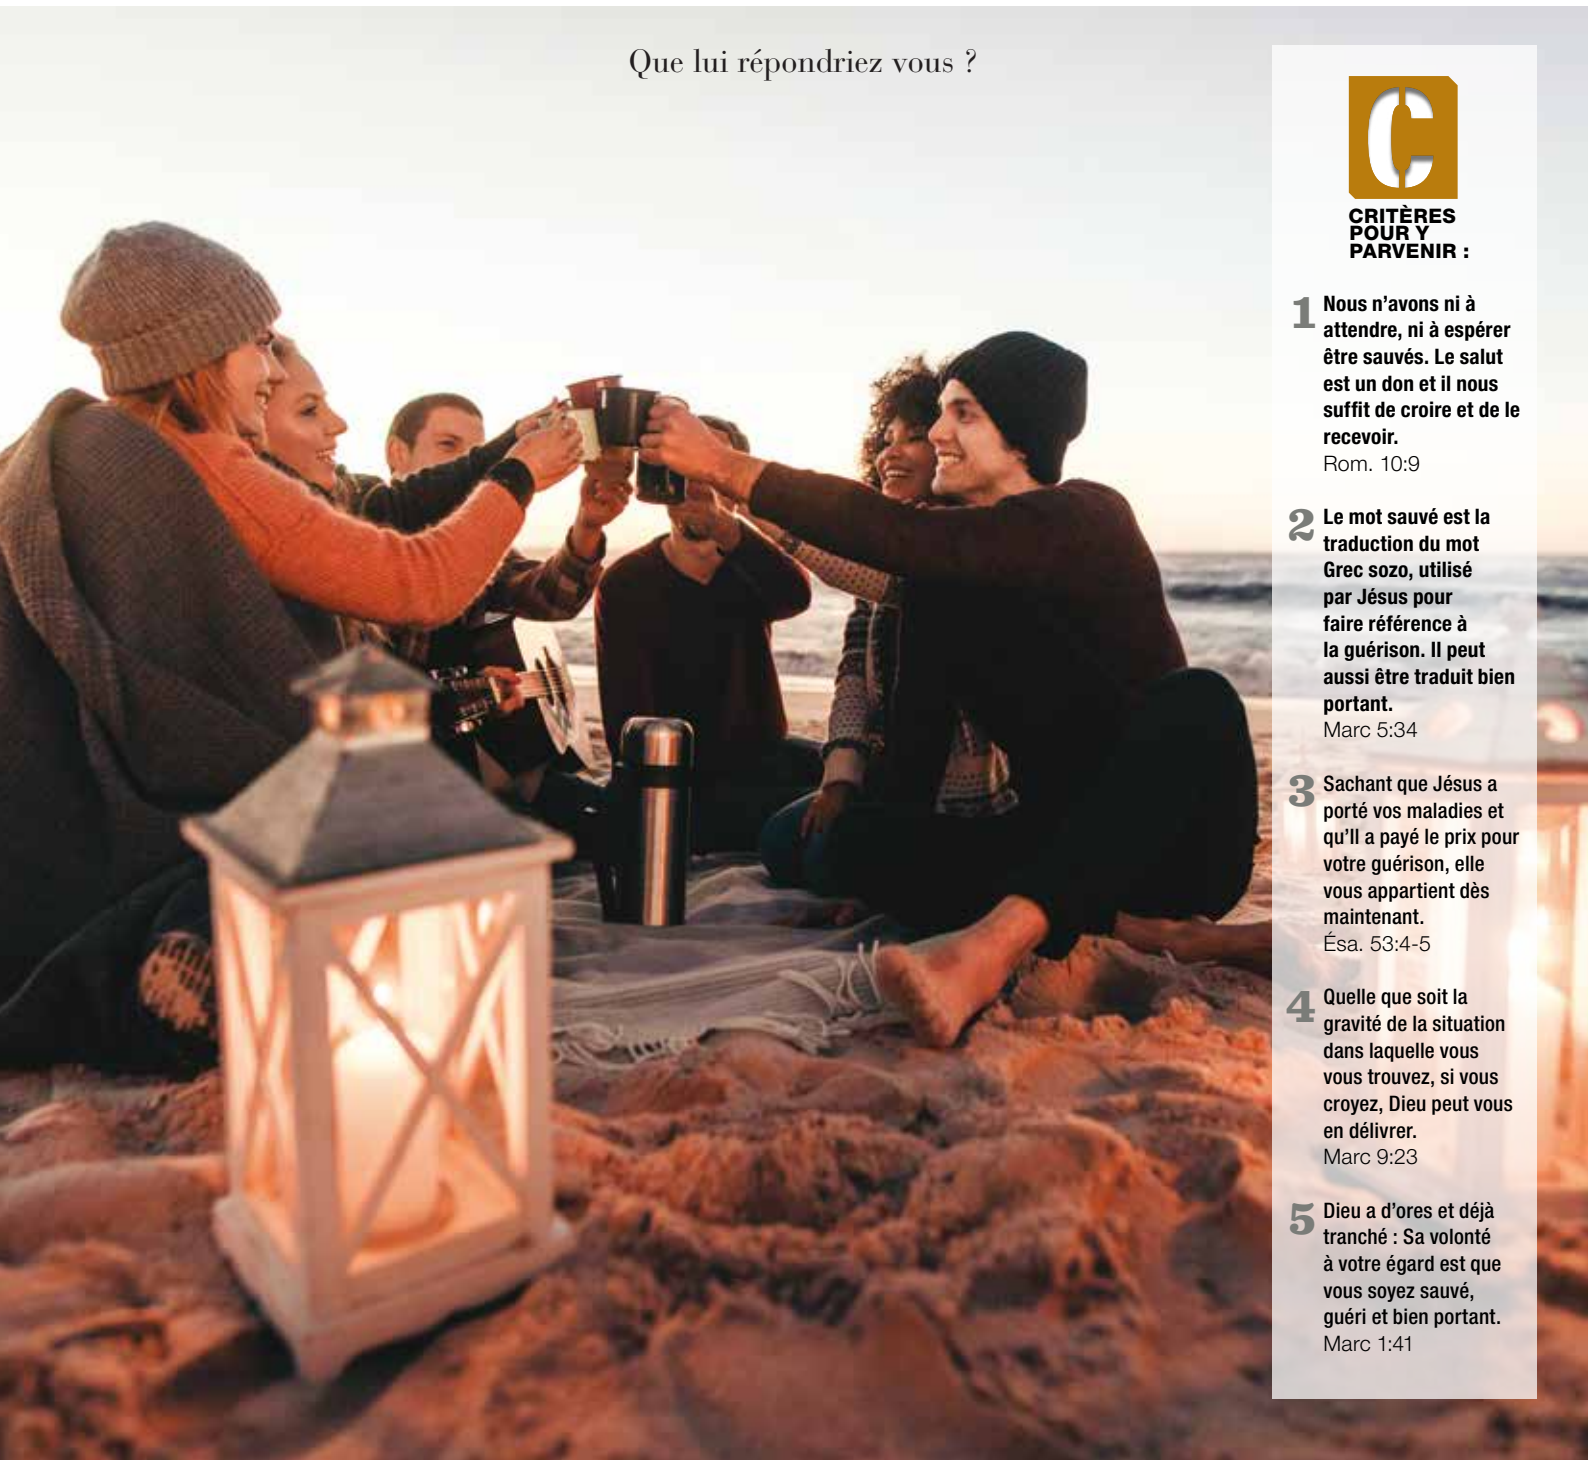 Que lui répondriez vous ?
C
CRITÈRES
POUR Y
PARVENIR :
1 Nous n'avons ni à
attendre, ni à espérer
être sauvés. Le salut
est un don et il nous
suffit de croire et de le
recevoir.
Rom. 10:9
2 Le mot sauvé est la
traduction du mot
Grec sozo, utilisé
par Jésus pour
faire référence à
la guérison. Il peut
aussi être traduit bien
portant.
Marc 5:34
3 Sachant que Jésus a
porté vos maladies et
qu'Il a payé le prix pour
votre guérison, elle
vous appartient dès
maintenant.
Ésa. 53:4-5
4 Quelle que soit la
gravité de la situation
dans laquelle vous
vous trouvez, si vous
croyez, Dieu peut vous
en délivrer.
Marc 9:23
5 Dieu a d'ores et déjà
tranché : Sa volonté
à votre égard est que
vous soyez sauvé,
guéri et bien portant.
Marc 1:41